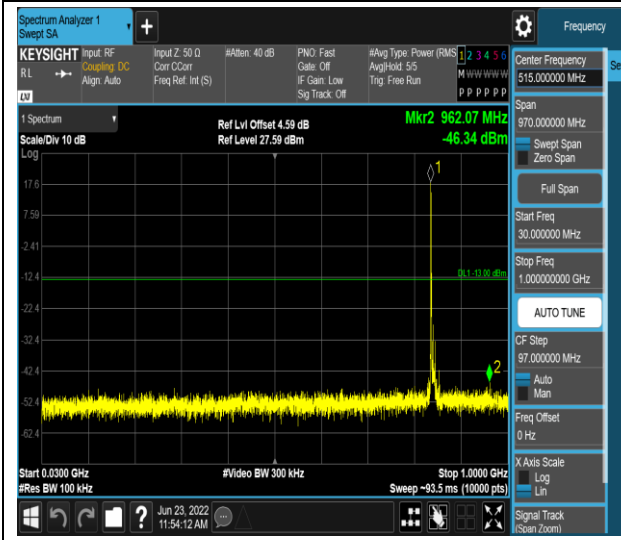 Spectrum Analyzer 1
Swept SA
Frequency
KEYSIGHT
RL
Input: RF
Coupling: DC
Align: Auto
Input Z: 50 Ω
Corr CCorr
Freq Ref: Int (S)
#Atten: 40 dB
PNO: Fast
Gate: Off
IF Gain: Low
Sig Track: Off
#Avg Type: Power (RMS
Avg|Hold: 5/5
Trig: Free Run
1 2 3 4 5 6
M W W W W W
P P P P P P
1 Spectrum
Scale/Div 10 dB
Ref Lvl Offset 4.59 dB
Ref Level 27.59 dBm
Mkr2 962.07 MHz
-46.34 dBm
Log
17.6
7.59
-2.41
-12.4
-22.4
-32.4
-42.4
-52.4
-62.4
1
DL1 -13.00 dBm
2
Start 0.0300 GHz
#Res BW 100 kHz
#Video BW 300 kHz
Stop 1.0000 GHz
Sweep ~93.5 ms (10000 pts)
Center Frequency
515.000000 MHz
Se
Span
970.000000 MHz
Swept Span
Zero Span
Full Span
Start Freq
30.000000 MHz
Stop Freq
1.000000000 GHz
AUTO TUNE
CF Step
97.000000 MHz
Auto
Man
Freq Offset
0 Hz
X Axis Scale
Log
Lin
Signal Track
(Span Zoom)
?
Jun 23, 2022
11:54:12 AM